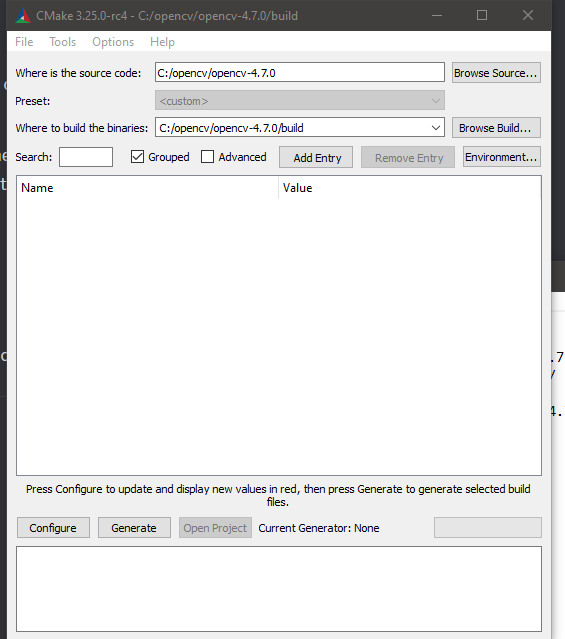 CMake 3.25.0-rc4 - C:/opencv/opencv-4.7.0/build
File Tools Options Help
Where is the source code: C:/opencv/opencv-4.7.0 Browse Source...
Preset: <custom>
Where to build the binaries: C:/opencv/opencv-4.7.0/build Browse Build...
Search: Grouped Advanced Add Entry Remove Entry Environment...
Name Value
Press Configure to update and display new values in red, then press Generate to generate selected build
files.
Configure Generate Open Project Current Generator: None